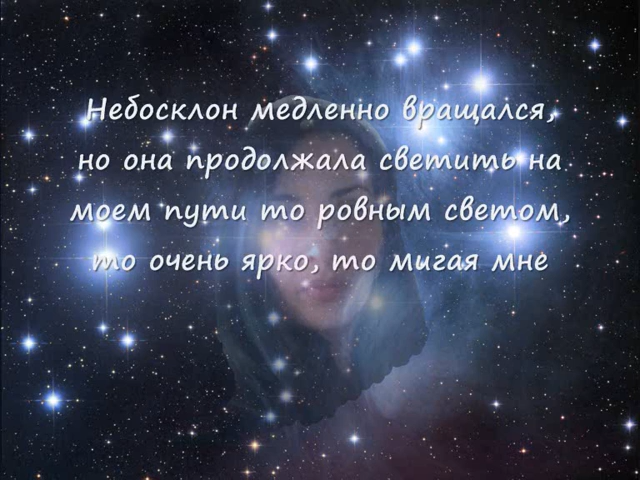 Небосклон медленно вращался,
но она продолжала светить на
моем пути то ровным светом,
то очень ярко, то мигая мне